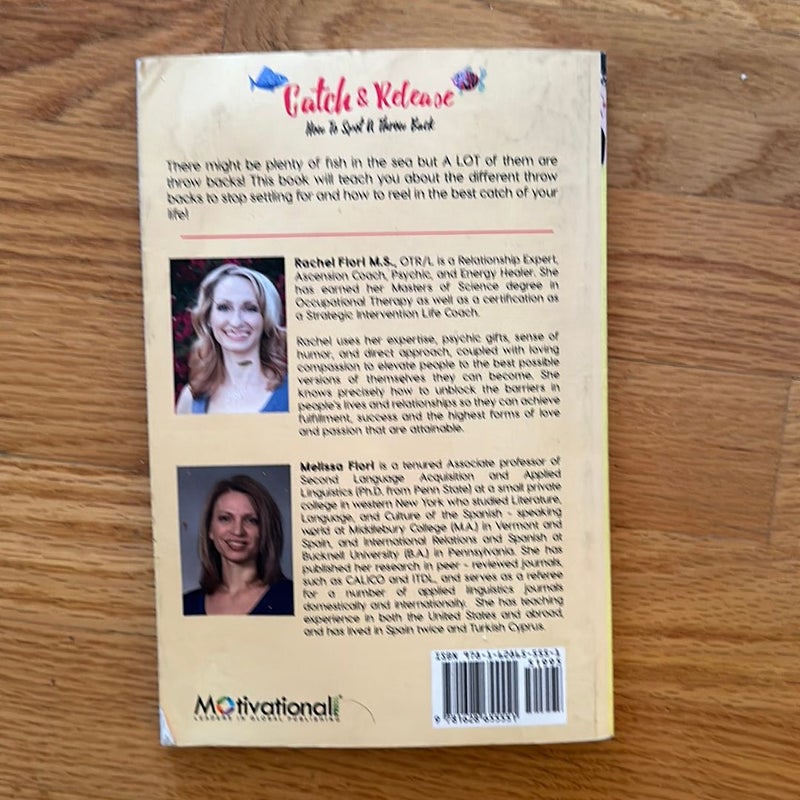 Catch & Release
How To Spot A Throw Back
There might be plenty of fish in the sea but A LOT of them are
throw backs! This book will teach you about the different throw
backs to stop settling for and how to reel in the best catch of your
life!
Rachel Fiori M.S., OTR/L is a Relationship Expert,
Ascension Coach, Psychic, and Energy Healer. She
has earned her Masters of Science degree in
Occupational Therapy as well as a certification as
a Strategic Intervention Life Coach.
Rachel uses her expertise, psychic gifts, sense of
humor, and direct approach, coupled with loving
compassion to elevate people to the best possible
versions of themselves they can become. She
knows precisely how to unblock the barriers in
people's lives and relationships so they can achieve
fulfillment, success and the highest forms of love
and passion that are attainable.
Melissa Fiori is a tenured Associate professor of
Second Language Acquisition and Applied
Linguistics (Ph.D. from Penn State) at a small private
college in western New York who studied Literature,
Language, and Culture of the Spanish - speaking
world at Middlebury College (M.A.) in Vermont and
Spain, and International Relations and Spanish at
Bucknell University (B.A.) in Pennsylvania. She has
published her research in peer - reviewed journals,
such as CALICO and ITDL, and serves as a referee
for a number of applied linguistics journals
domestically and internationally. She has teaching
experience in both the United States and abroad,
and has lived in Spain twice and Turkish Cyprus.
ISBN 978-1-62865-555-1
Motivational
LEADERS IN GLOBAL PUBLISHING
9 781628 655551